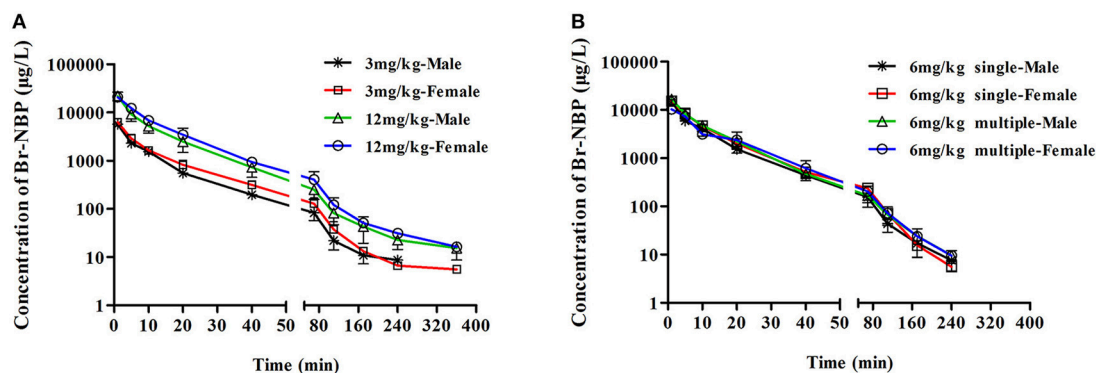 A
Concentration of Br-NBP (µg/L)
100000
10000
1000
100
10
1
0 10 20 30 40 50 80 160 240 320 400
Time (min)
3mg/kg-Male
3mg/kg-Female
12mg/kg-Male
12mg/kg-Female
B
Concentration of Br-NBP (µg/L)
100000
10000
1000
100
10
1
0 10 20 30 40 50 80 160 240 320 400
Time (min)
6mg/kg single-Male
6mg/kg single-Female
6mg/kg multiple-Male
6mg/kg multiple-Female